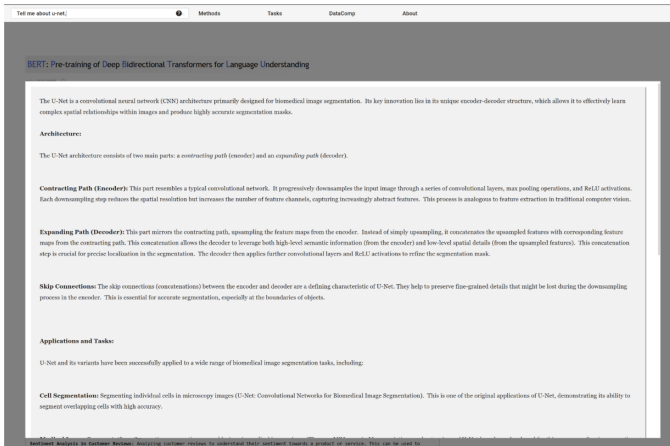 Tell me about u-net.
?
Methods
Tasks
DataComp
About
BERT: Pre-training of Deep Bidirectional Transformers for Language Understanding
The U-Net is a convolutional neural network (CNN) architecture primarily designed for biomedical image segmentation. Its key innovation lies in its unique encoder-decoder structure, which allows it to effectively learn
complex spatial relationships within images and produce highly accurate segmentation masks.
Architecture:
The U-Net architecture consists of two main parts: a contracting path (encoder) and an expanding path (decoder).
Contracting Path (Encoder): This part resembles a typical convolutional network. It progressively downsamples the input image through a series of convolutional layers, max pooling operations, and ReLU activations.
Each downsampling step reduces the spatial resolution but increases the number of feature channels, capturing increasingly abstract features. This process is analogous to feature extraction in traditional computer vision.
Expanding Path (Decoder): This part mirrors the contracting path, upsampling the feature maps from the encoder. Instead of simply upsampling, it concatenates the upsampled features with corresponding feature
maps from the contracting path. This concatenation allows the decoder to leverage both high-level semantic information (from the encoder) and low-level spatial details (from the upsampled features). This concatenation
step is crucial for precise localization in the segmentation. The decoder then applies further convolutional layers and ReLU activations to refine the segmentation mask.
Skip Connections: The skip connections (concatenations) between the encoder and decoder are a defining characteristic of U-Net. They help to preserve fine-grained details that might be lost during the downsampling
process in the encoder. This is essential for accurate segmentation, especially at the boundaries of objects.
Applications and Tasks:
U-Net and its variants have been successfully applied to a wide range of biomedical image segmentation tasks, including:
Cell Segmentation: Segmenting individual cells in microscopy images (U-Net: Convolutional Networks for Biomedical Image Segmentation). This is one of the original applications of U-Net, demonstrating its ability to
segment overlapping cells with high accuracy.
Sentiment Analysis in Customer Reviews: Analyzing customer reviews to understand their sentiment towards a product or service. This can be used to